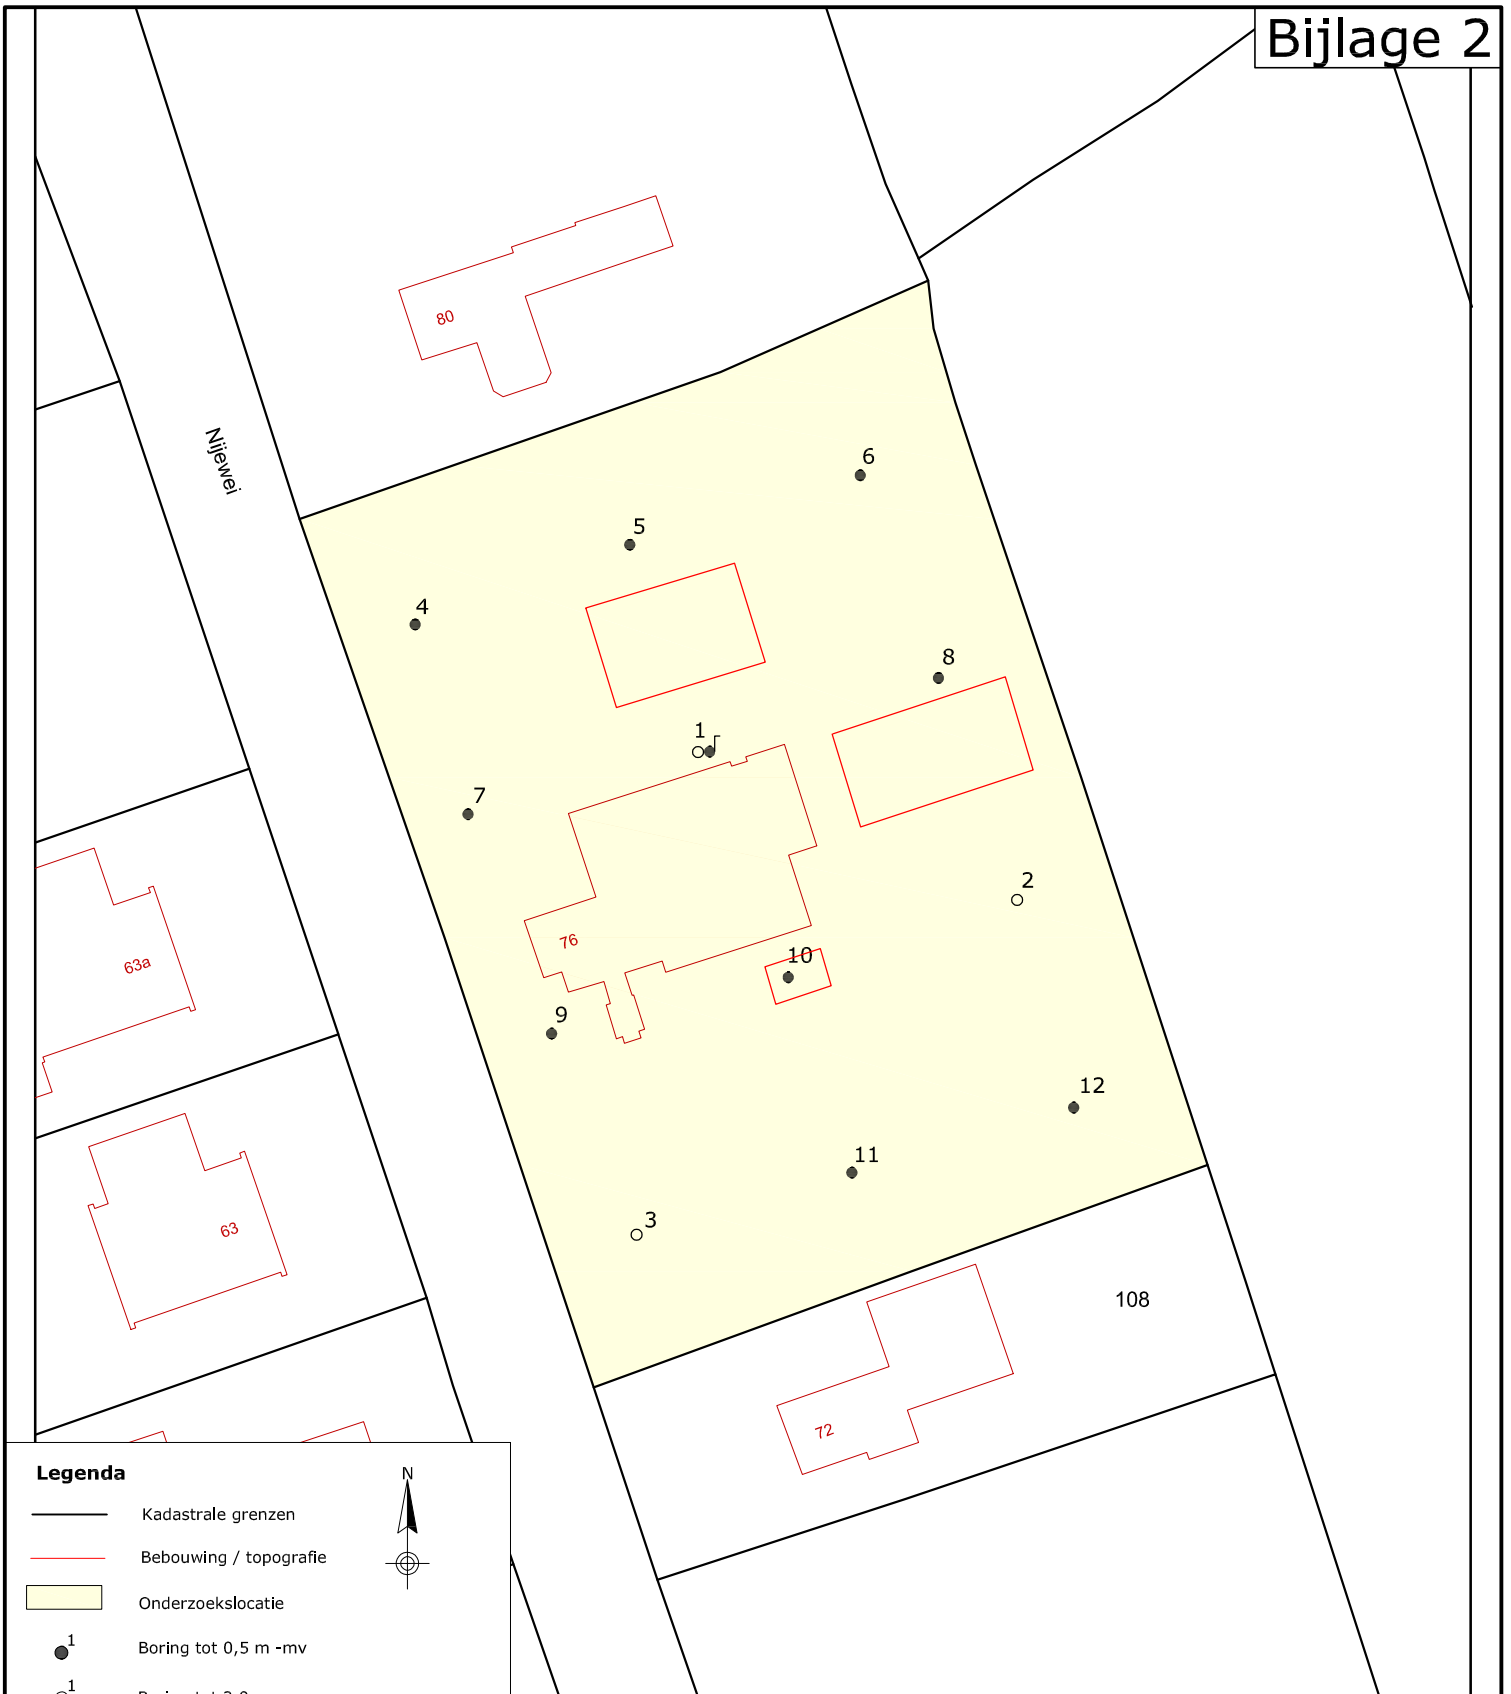 Bijlage 2
80
Nijewei
6
5
4
8
1
7
2
76
10
63a
9
12
11
3
63
108
72
Legenda
N
Kadastrale grenzen
Bebouwing / topografie
Onderzoekslocatie
1
Boring tot 0,5 m -mv
1